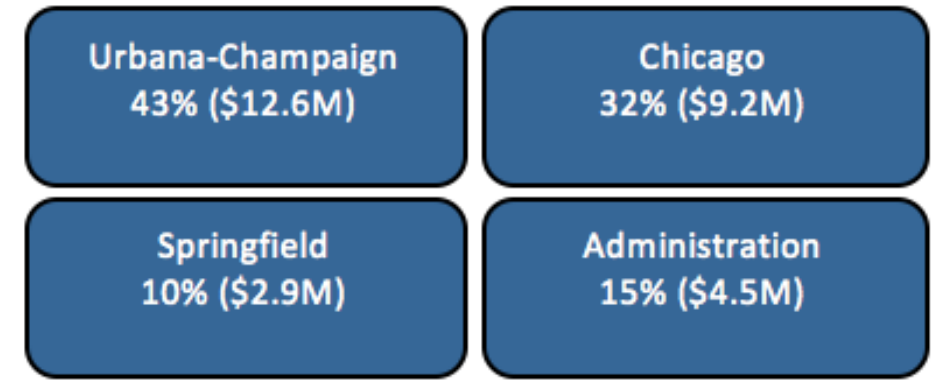 Urbana-Champaign
43% ($12.6M)
Chicago
32% ($9.2M)
Springfield
10% ($2.9M)
Administration
15% ($4.5M)